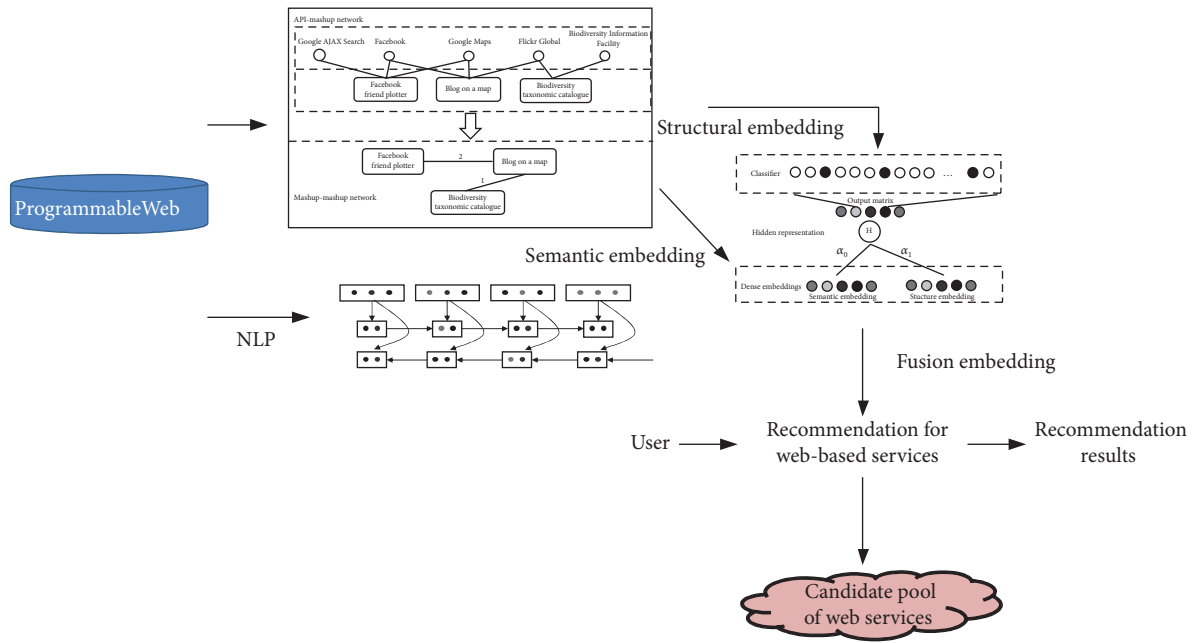 API-mashup network
Google AJAX Search
Facebook
Google Maps
Flickr Global
Biodiversity Information
Facility
Facebook
friend plotter
Blog on a map
Biodiversity
taxonomic catalogue
Facebook
friend plotter
2
Blog on a map
1
Biodiversity
taxonomic catalogue
Mashup-mashup network
ProgrammableWeb
NLP
Structural embedding
Semantic embedding
Classifier
...
Output matrix
Hidden representation
H
α0
α1
Dense embeddings
Semantic embedding
Stucture embedding
Fusion embedding
User
Recommendation for
web-based services
Recommendation
results
Candidate pool
of web services